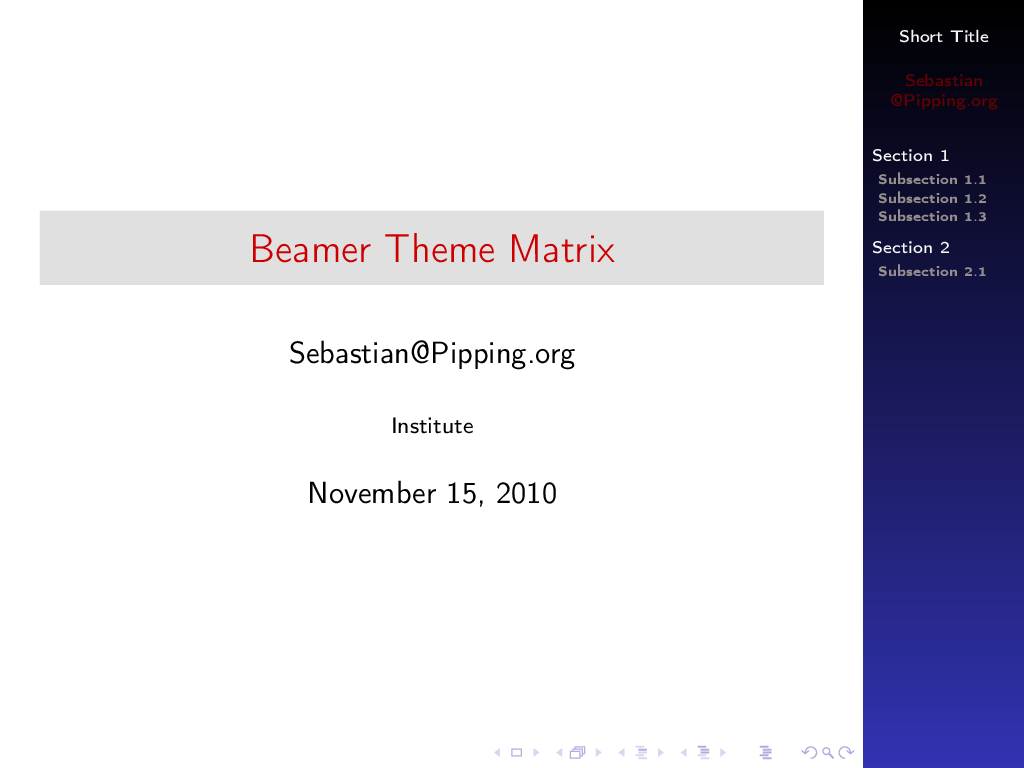 Beamer Theme Matrix
Sebastian@Pipping.org
Institute
November 15, 2010
Short Title
Sebastian
@Pipping.org
Section 1
Subsection 1.1
Subsection 1.2
Subsection 1.3
Section 2
Subsection 2.1